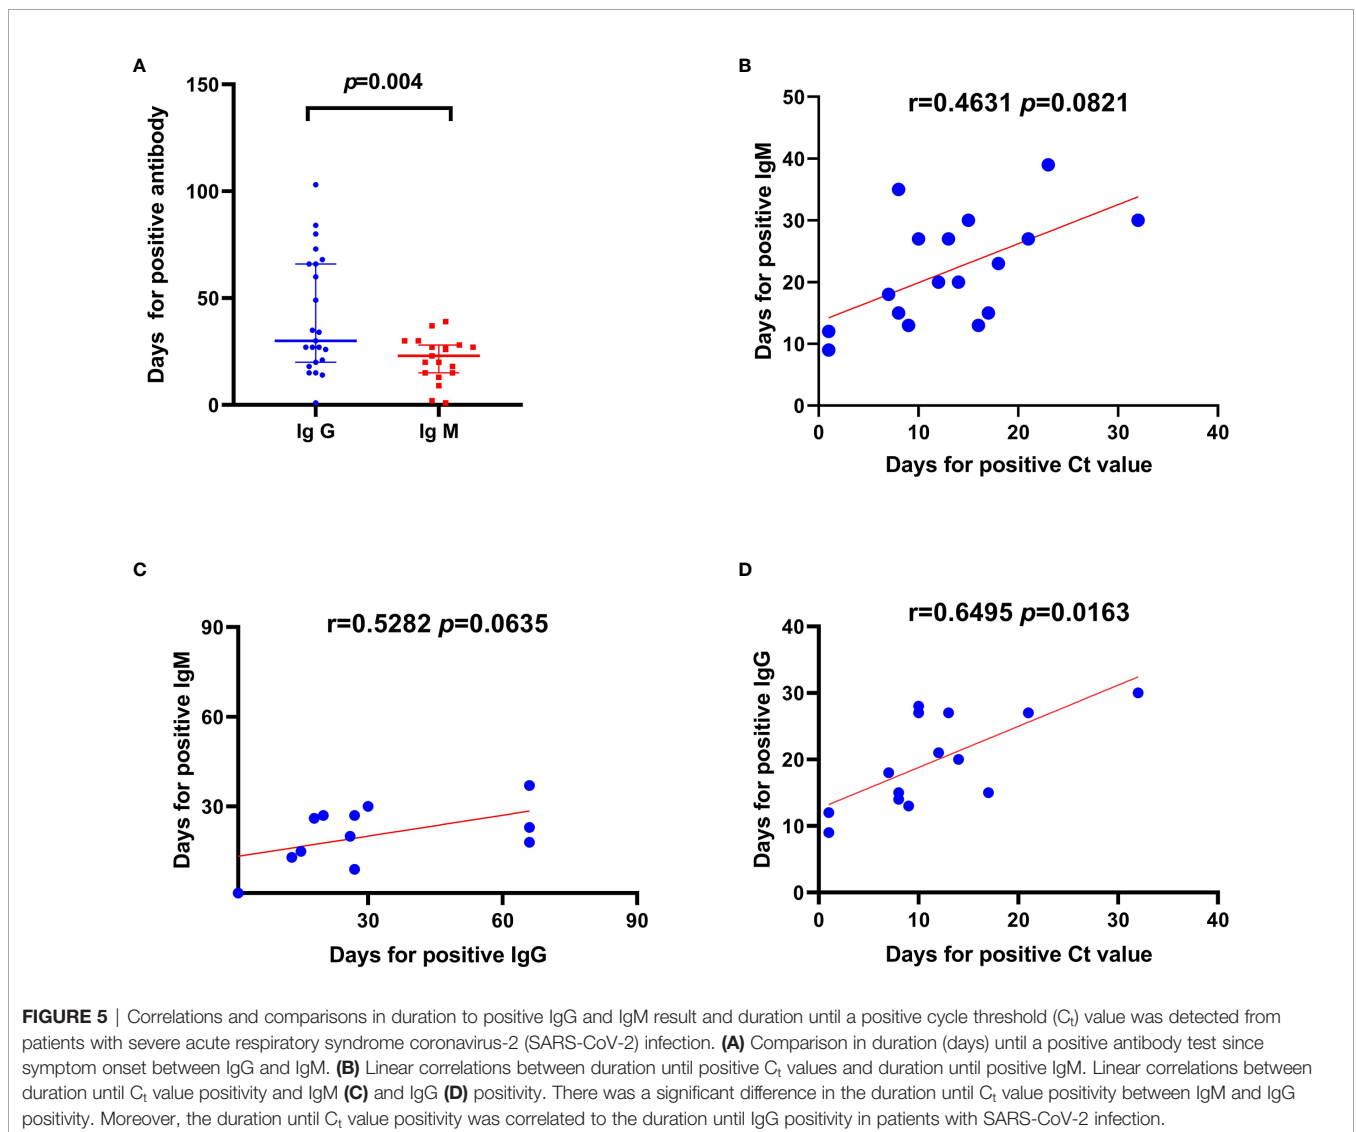 A
p=0.004
150
100
50
0
Days for positive antibody
Ig G
Ig M
B
r=0.4631 p=0.0821
50
40
30
20
10
0
Days for positive IgM
0 10 20 30 40
Days for positive Ct value
C
r=0.5282 p=0.0635
90
60
30
Days for positive IgM
30 60 90
Days for positive IgG
D
r=0.6495 p=0.0163
40
30
20
10
0
Days for positive IgG
0 10 20 30 40
Days for positive Ct value
FIGURE 5 | Correlations and comparisons in duration to positive IgG and IgM result and duration until a positive cycle threshold (Ct) value was detected from
patients with severe acute respiratory syndrome coronavirus-2 (SARS-CoV-2) infection. (A) Comparison in duration (days) until a positive antibody test since
symptom onset between IgG and IgM. (B) Linear correlations between duration until positive Ct values and duration until positive IgM. Linear correlations between
duration until Ct value positivity and IgM (C) and IgG (D) positivity. There was a significant difference in the duration until Ct value positivity between IgM and IgG
positivity. Moreover, the duration until Ct value positivity was correlated to the duration until IgG positivity in patients with SARS-CoV-2 infection.